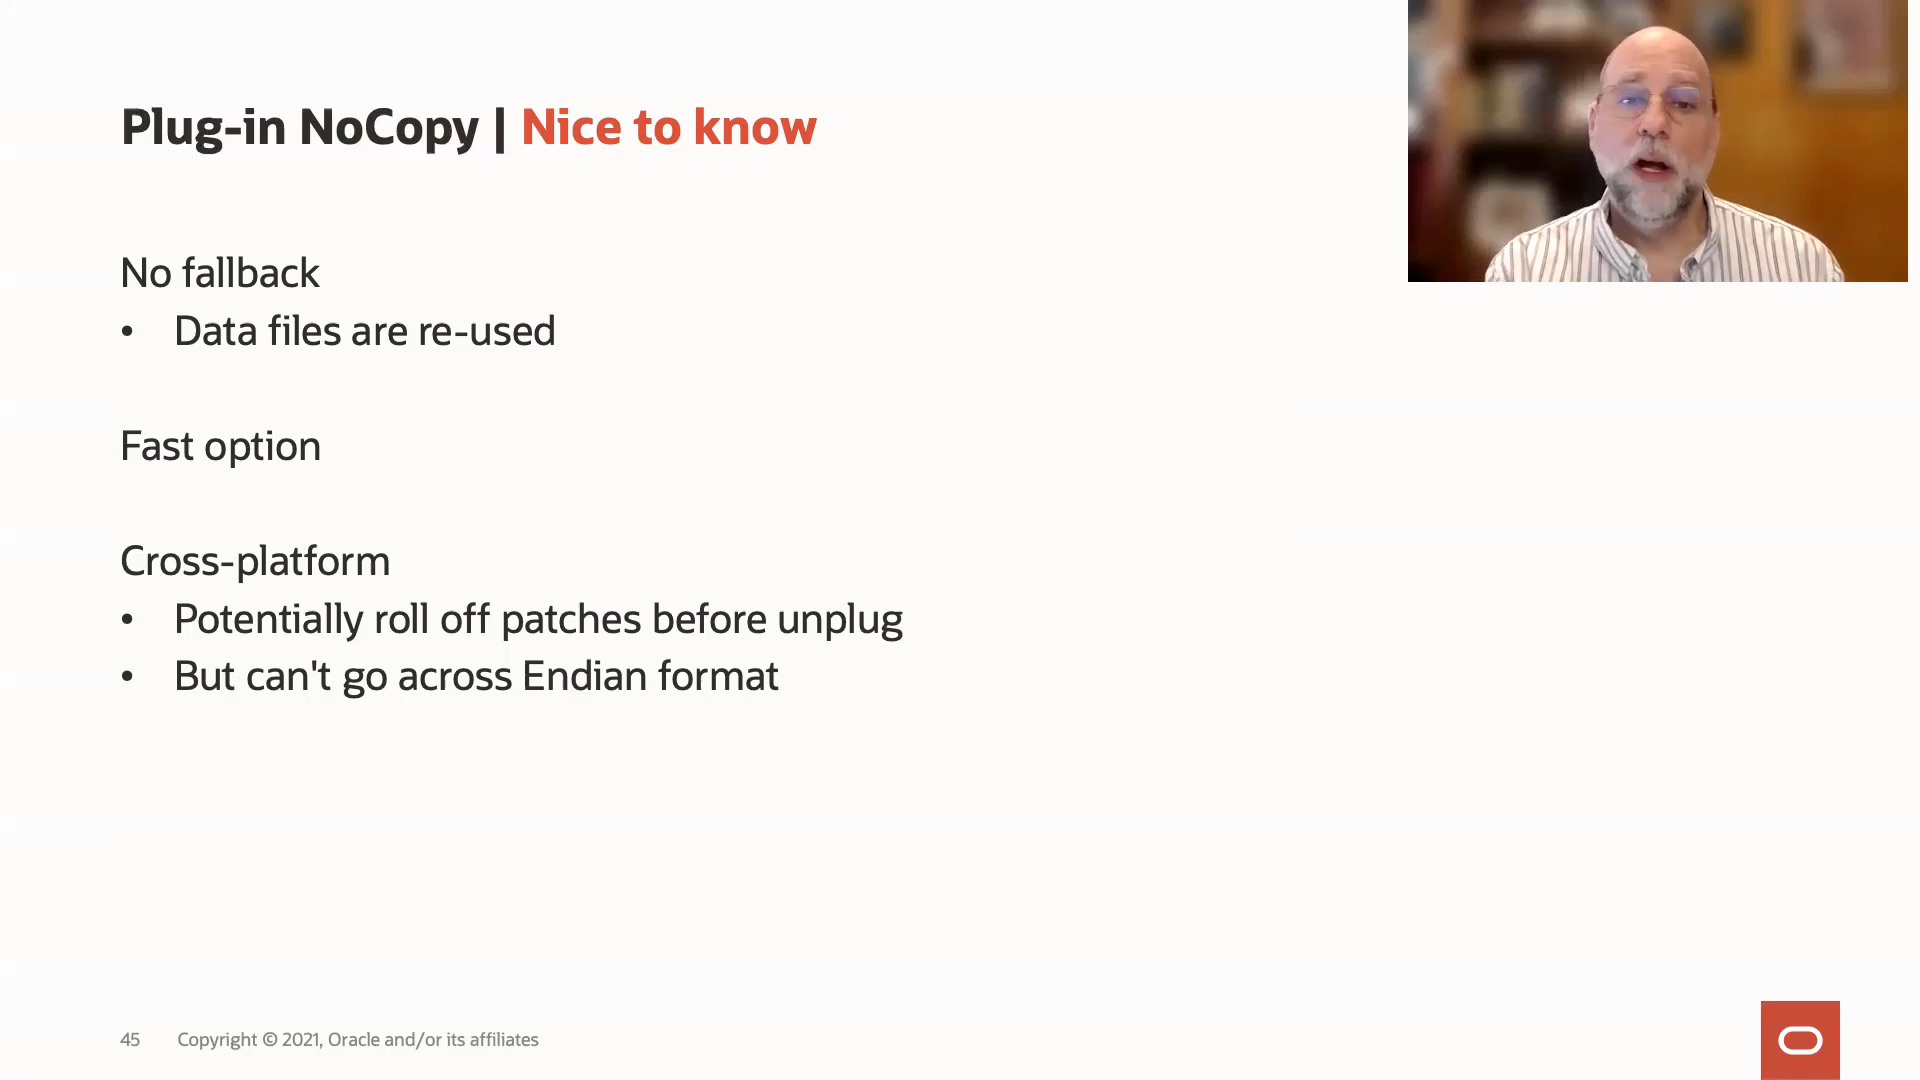 Plug-in NoCopy | Nice to know
No fallback
• Data files are re-used
Fast option
Cross-platform
• Potentially roll off patches before unplug
• But can't go across Endian format
45 Copyright © 2021, Oracle and/or its affiliates